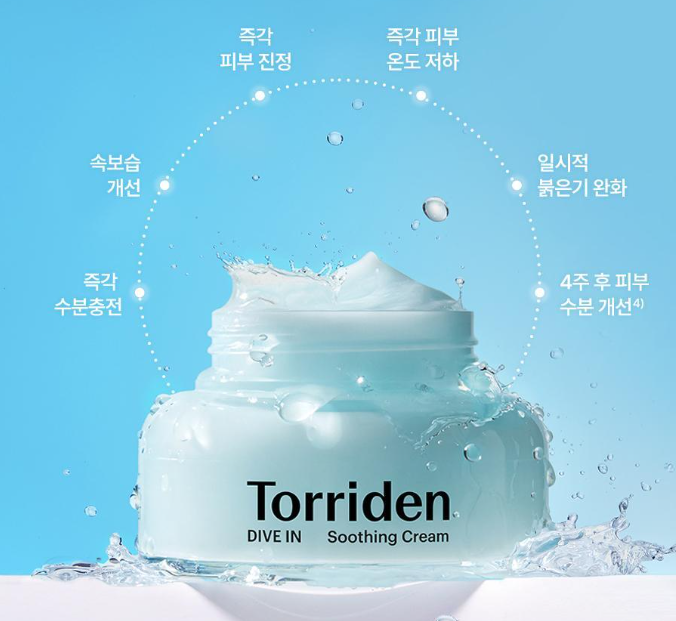 즉각
피부 진정
즉각 피부
온도 저하
속보습
개선
일시적
붉은기 완화
즉각
수분충전
4주 후 피부
수분 개선4)
Torriden
DIVE IN Soothing Cream